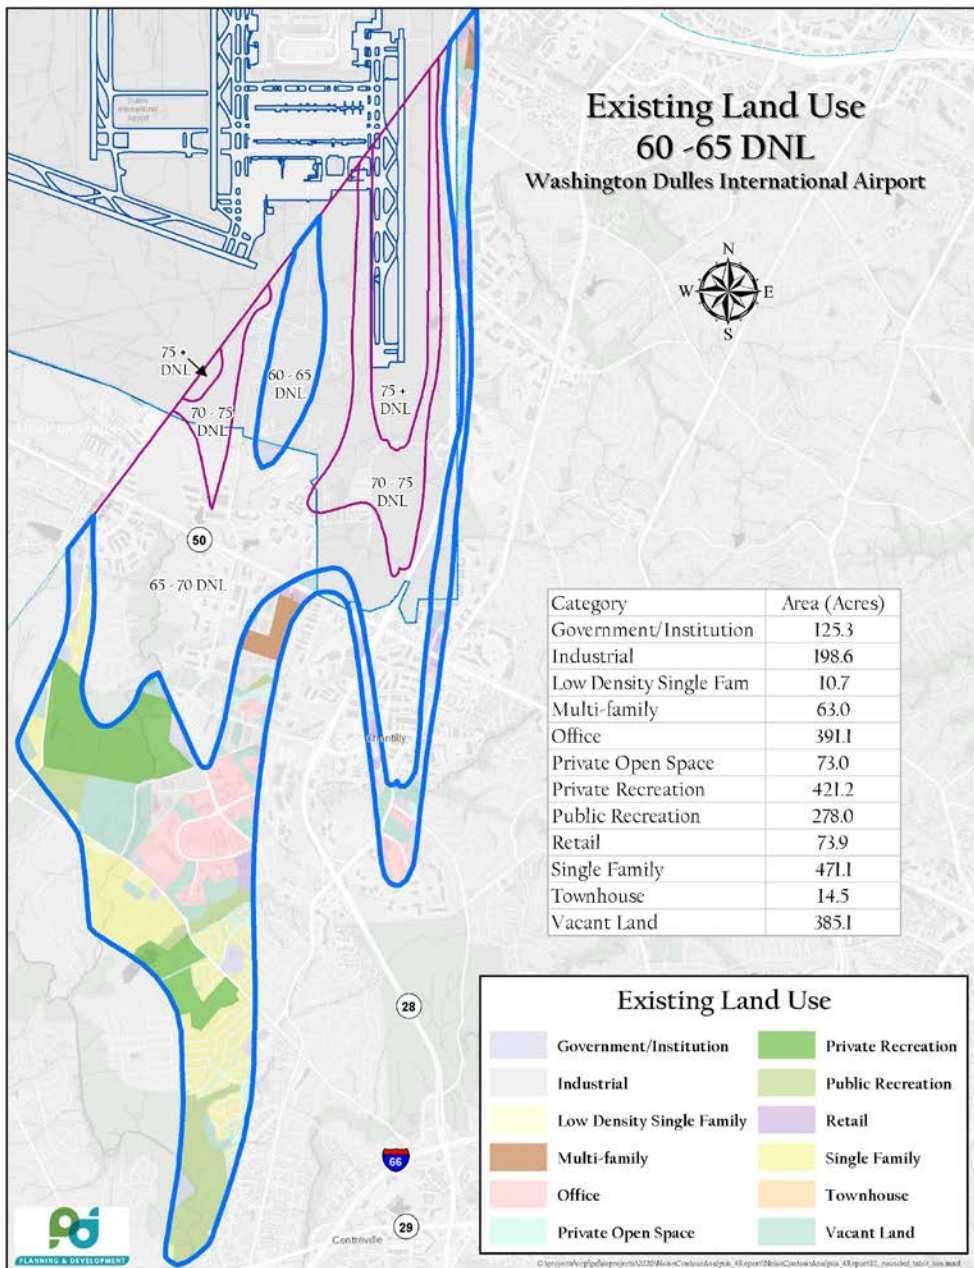 Existing Land Use
60 -65 DNL
Washington Dulles International Airport
Dulles
International
Airport
N
W E
S
75 +
DNL
70 - 75
DNL
60 - 65
DNL
75 +
DNL
70 - 75
DNL
50
65 - 70 DNL
Chantilly
Category Area (Acres)
Government/Institution 125.3
Industrial 198.6
Low Density Single Fam 10.7
Multi-family 63.0
Office 391.1
Private Open Space 73.0
Private Recreation 421.2
Public Recreation 278.0
Retail 73.9
Single Family 471.1
Townhouse 14.5
Vacant Land 385.1
28
66
29
Centreville
Existing Land Use
Government/Institution Private Recreation
Industrial Public Recreation
Low Density Single Family Retail
Multi-family Single Family
Office Townhouse
Private Open Space Vacant Land
pd
PLANNING & DEVELOPMENT